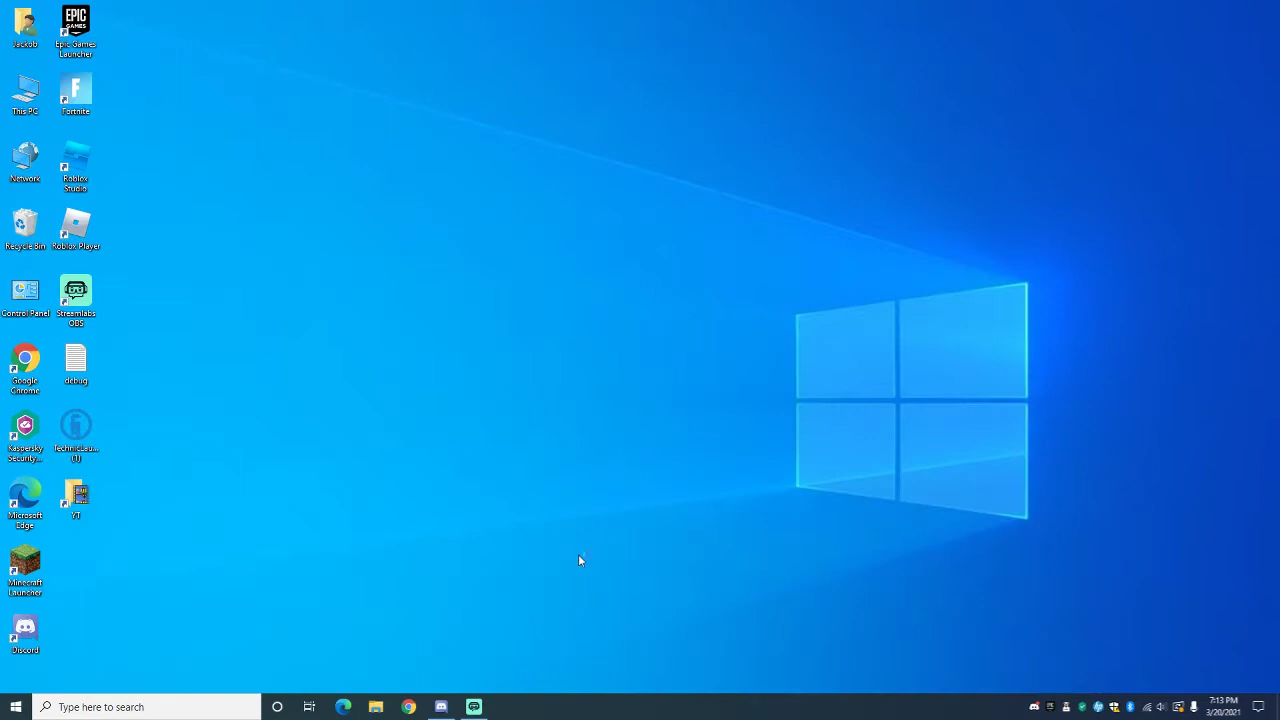 Jackob
EPIC
GAMES
Epic Games
Launcher
This PC
F
Fortnite
Network
Roblox
Studio
Recycle Bin
Roblox Player
Control Panel
Streamlabs
OBS
Google
Chrome
debug
Kaspersky
Security...
TechnicLau...
(1)
Microsoft
Edge
YT
Minecraft
Launcher
Discord
Type here to search
7:13 PM
3/20/2021